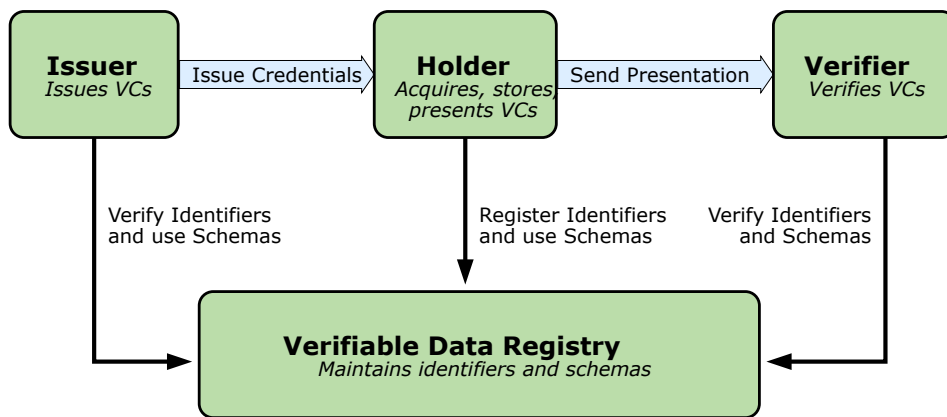 Issuer
Issues VCs
Issue Credentials
Holder
Acquires, stores,
presents VCs
Send Presentation
Verifier
Verifies VCs
Verify Identifiers
and use Schemas
Register Identifiers
and use Schemas
Verify Identifiers
and Schemas
Verifiable Data Registry
Maintains identifiers and schemas